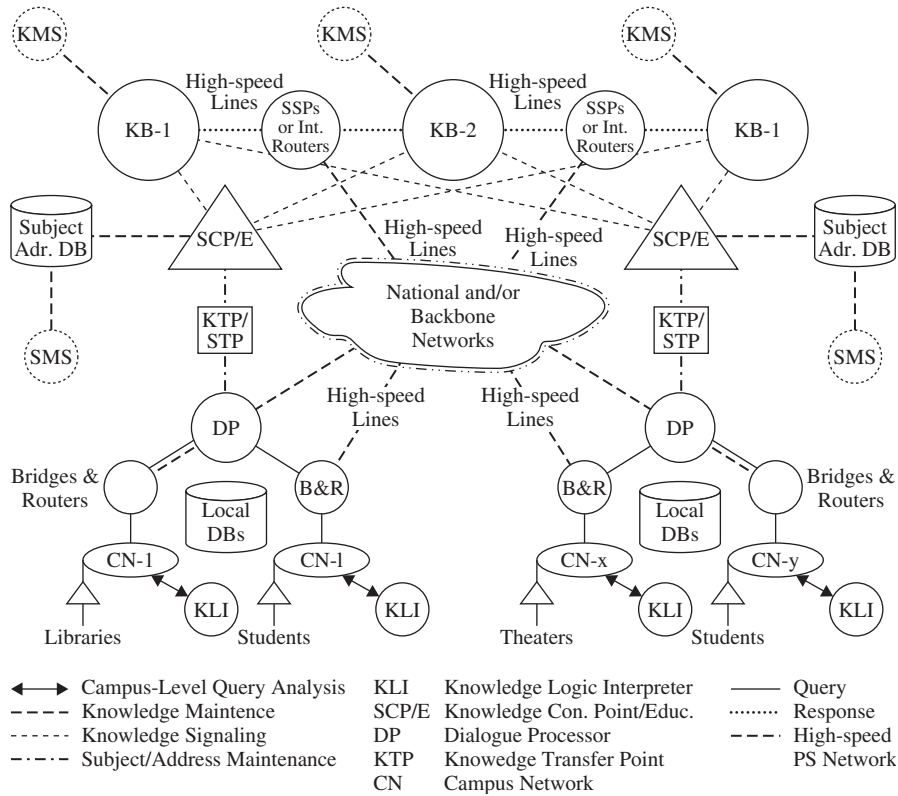 KMS
KMS
KMS
High-speed
Lines
High-speed
Lines
KB-1
SSPs
or Int.
Routers
KB-2
SSPs
or Int.
Routers
KB-1
Subject
Adr. DB
SCP/E
High-speed
Lines
High-speed
Lines
SCP/E
Subject
Adr. DB
National and/or
Backbone
Networks
KTP/
STP
KTP/
STP
SMS
SMS
High-speed
Lines
High-speed
Lines
DP
DP
Bridges &
Routers
B&R
B&R
Bridges &
Routers
Local
DBs
Local
DBs
CN-1
CN-l
CN-x
CN-y
KLI
KLI
KLI
KLI
Libraries
Students
Theaters
Students
Campus-Level Query Analysis
Knowledge Maintence
Knowledge Signaling
Subject/Address Maintenance
KLI Knowledge Logic Interpreter
SCP/E Knowledge Con. Point/Educ.
DP Dialogue Processor
KTP Knowedge Transfer Point
CN Campus Network
Query
Response
High-speed
PS Network